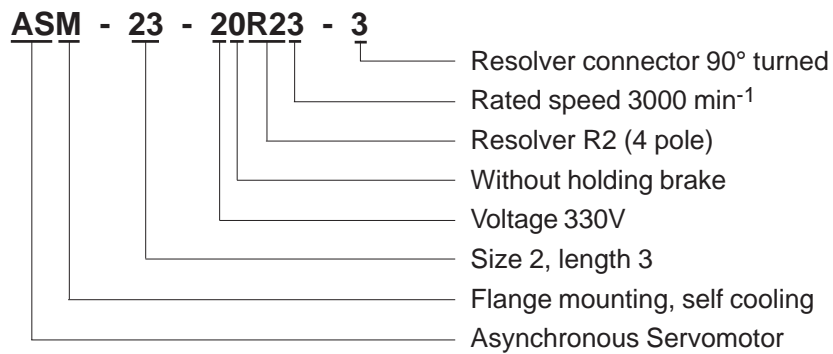 ASM - 23 - 20R23 - 3
Resolver connector 90° turned
Rated speed 3000 min-1
Resolver R2 (4 pole)
Without holding brake
Voltage 330V
Size 2, length 3
Flange mounting, self cooling
Asynchronous Servomotor